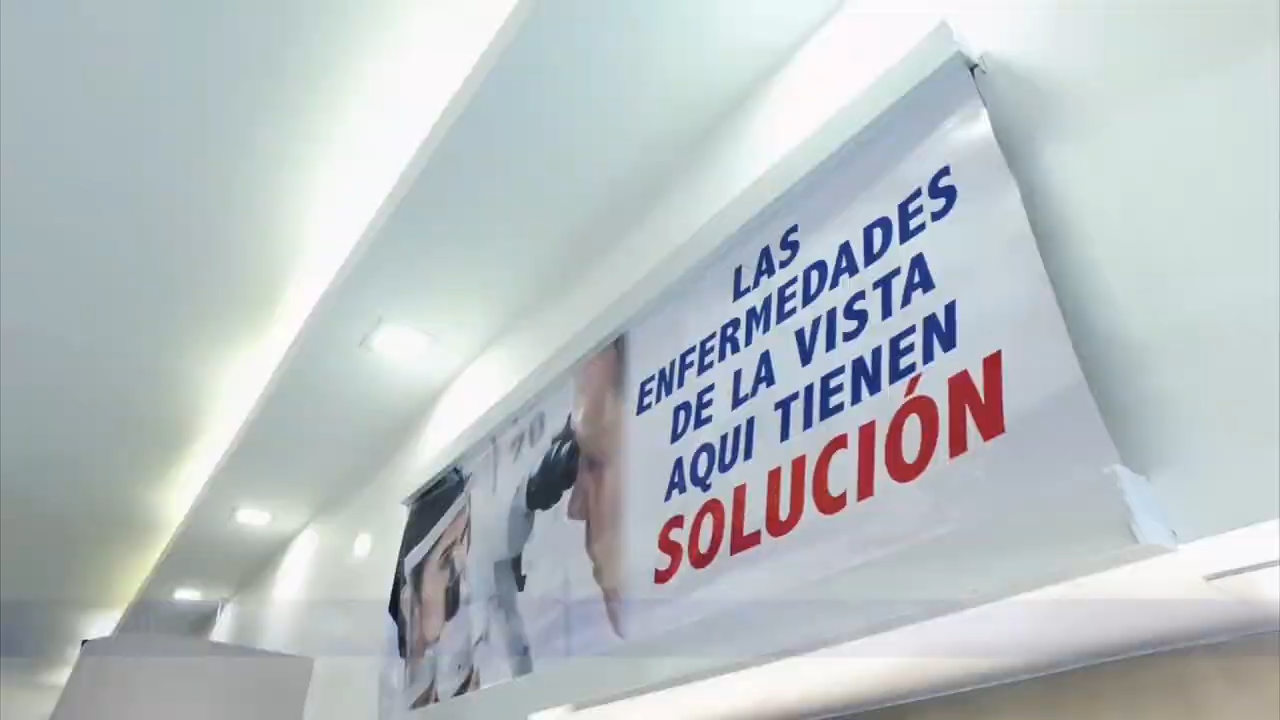 LAS
ENFERMEDADES
DE LA VISTA
AQUI TIENEN
SOLUCIÓN